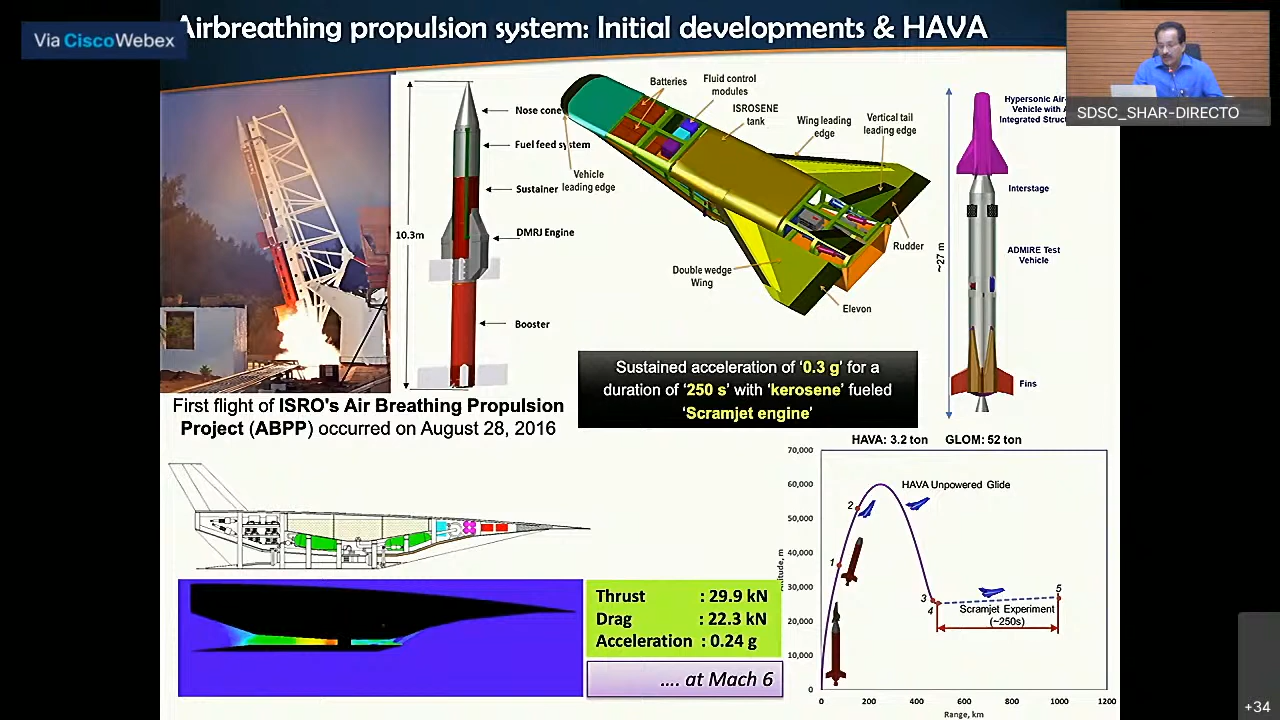 Airbreathing propulsion system: Initial developments & HAVA
Via CiscoWebex
SDSC_SHAR-DIRECTO
10.3m
Nose cone
Fuel feed system
Sustainer
DMRJ Engine
Booster
Batteries
Fluid control
modules
ISROSENE
tank
Wing leading
edge
Vertical tail
leading edge
Vehicle
leading edge
Rudder
Double wedge
Wing
Elevon
~27 m
Hypersonic Air-
Vehicle with
Integrated
Interstage
ADMIRE Test
Vehicle
Fins
Sustained acceleration of ‘0.3 g’ for a
duration of ‘250 s’ with ‘kerosene’ fueled
‘Scramjet engine’
First flight of ISRO's Air Breathing Propulsion
Project (ABPP) occurred on August 28, 2016
HAVA: 3.2 ton GLOM: 52 ton
Thrust : 29.9 kN
Drag : 22.3 kN
Acceleration : 0.24 g
.... at Mach 6
70,000
60,000
50,000
40,000
30,000
20,000
10,000
0
Altitude, m
HAVA Unpowered Glide
1
2
3
4
5
Scramjet Experiment
(~250s)
0 200 400 600 800 1000 1200
Range, km
+34